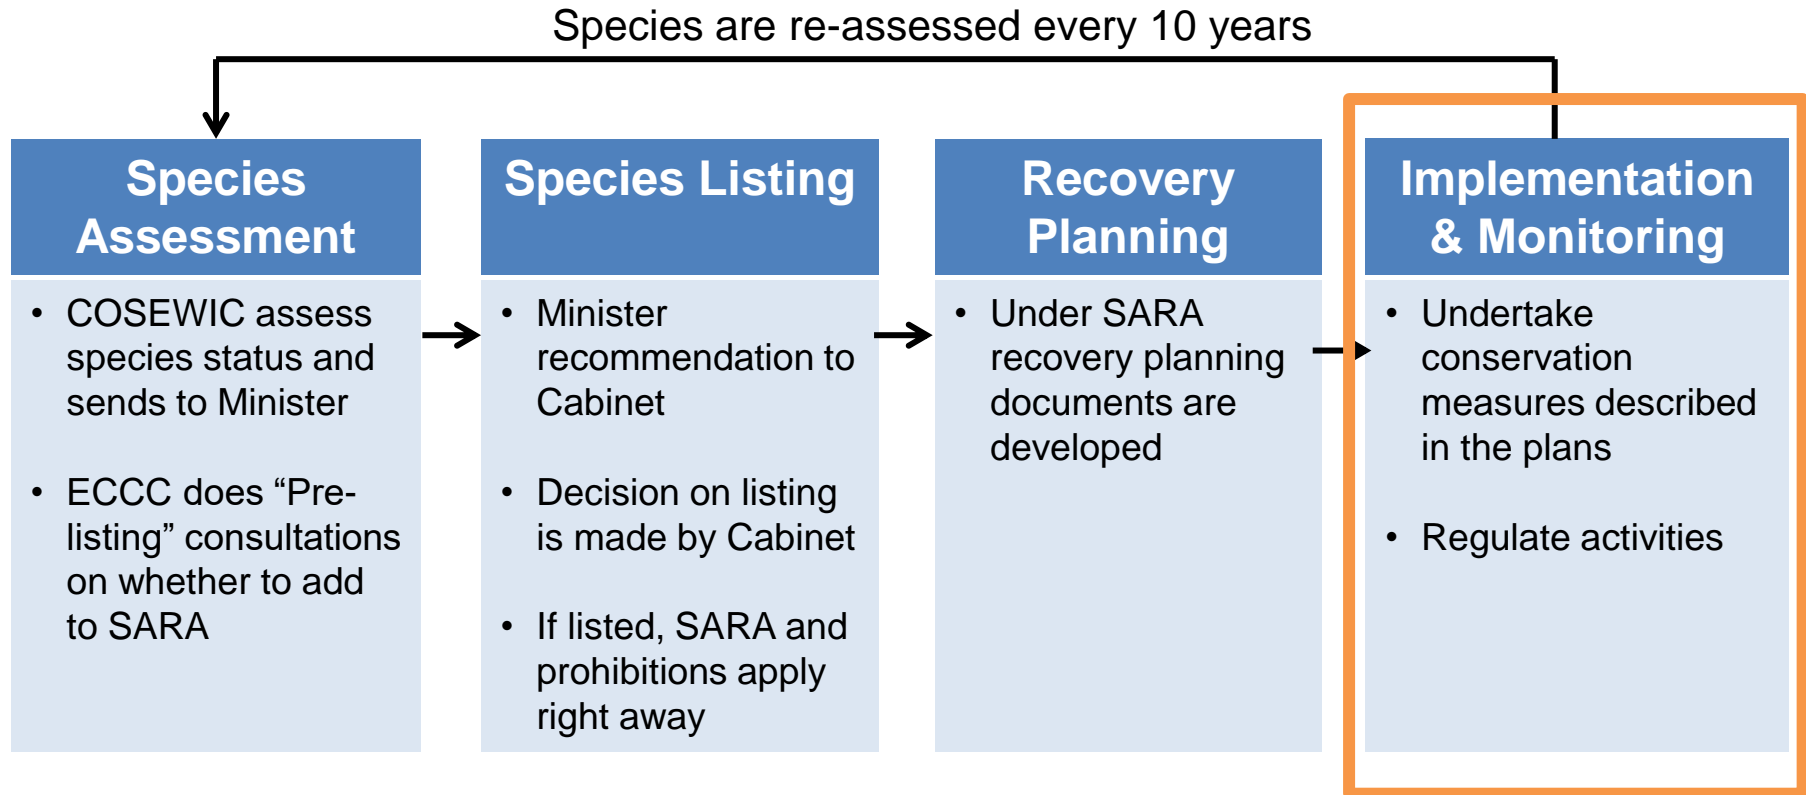 Species are re-assessed every 10 years
Species
Assessment
• COSEWIC assess
species status and
sends to Minister
• ECCC does “Pre-
listing” consultations
on whether to add
to SARA
Species Listing
• Minister
recommendation to
Cabinet
• Decision on listing
is made by Cabinet
• If listed, SARA and
prohibitions apply
right away
Recovery
Planning
• Under SARA
recovery planning
documents are
developed
Implementation
& Monitoring
• Undertake
conservation
measures described
in the plans
• Regulate activities